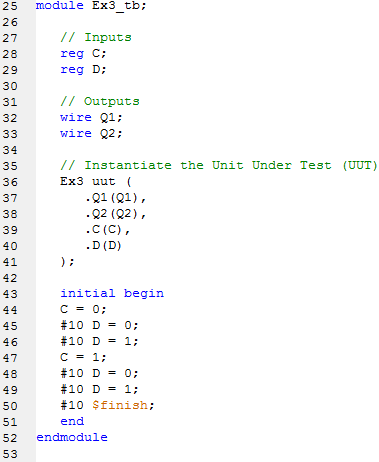 25 module Ex3_tb;
26
27 // Inputs
28 reg C;
29 reg D;
30
31 // Outputs
32 wire Q1;
33 wire Q2;
34
35 // Instantiate the Unit Under Test (UUT)
36 Ex3 uut (
37 .Q1(Q1),
38 .Q2(Q2),
39 .C(C),
40 .D(D)
41 );
42
43 initial begin
44 C = 0;
45 #10 D = 0;
46 #10 D = 1;
47 C = 1;
48 #10 D = 0;
49 #10 D = 1;
50 #10 $finish;
51 end
52 endmodule
53